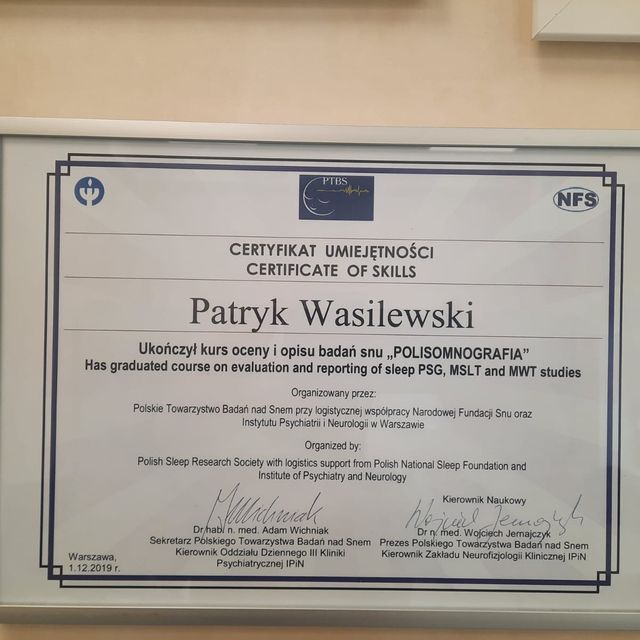 PTBS
NFS
CERTYFIKAT UMIEJĘTNOŚCI
CERTIFICATE OF SKILLS
Patryk Wasilewski
Ukończył kurs oceny i opisu badań snu „POLISOMNOGRAFIA”
Has graduated course on evaluation and reporting of sleep PSG, MSLT and MWT studies
Organizowany przez:
Polskie Towarzystwo Badań nad Snem przy logistycznej współpracy Narodowej Fundacji Snu oraz
Instytutu Psychiatrii i Neurologii w Warszawie
Organized by:
Polish Sleep Research Society with logistics support from Polish National Sleep Foundation and
Institute of Psychiatry and Neurology
Kierownik Naukowy
Dr habl n. med. Adam Wichniak
Sekretarz Polskiego Towarzystwa Badań nad Snem
Kierownik Oddziału Dziennego III Kliniki
Psychiatrycznej IPiN
Wojciech Jernajczyk
Dr n. med. Wojciech Jernajczyk
Prezes Polskiego Towarzystwa Badań nad Snem
Kierownik Zakładu Neurofizjologii Klinicznej IPiN
Warszawa,
1.12.2019 r.